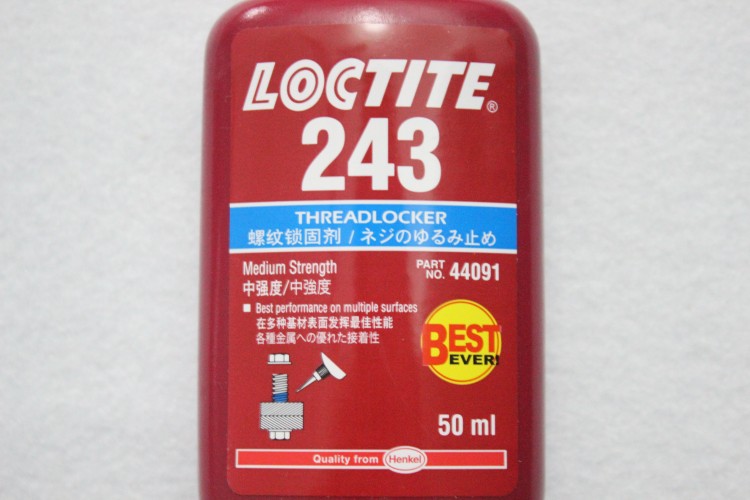 LOCTITE®
243
THREADLOCKER
螺纹锁固剂 / ネジのゆるみ止め
Medium Strength
中强度/中強度
PART NO. 44091
■ Best performance on multiple surfaces
在多种基材表面发挥最佳性能
各種金属への優れた接着性
BEST
EVER!
50 ml
Quality from Henkel